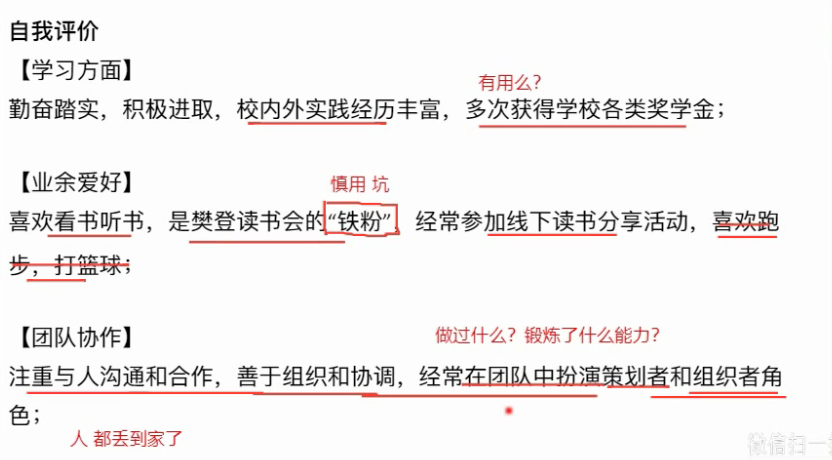 自我评价
【学习方面】
有用么？
勤奋踏实，积极进取，校内外实践经历丰富，多次获得学校各类奖学金；
【业余爱好】
慎用 坑
喜欢看书听书，是樊登读书会的“铁粉”，经常参加线下读书分享活动，喜欢跑
步，打篮球；
【团队协作】
做过什么？锻炼了什么能力？
注重与人沟通和合作，善于组织和协调，经常在团队中扮演策划者和组织者角
色；
人 都丢到家了
微信扫一